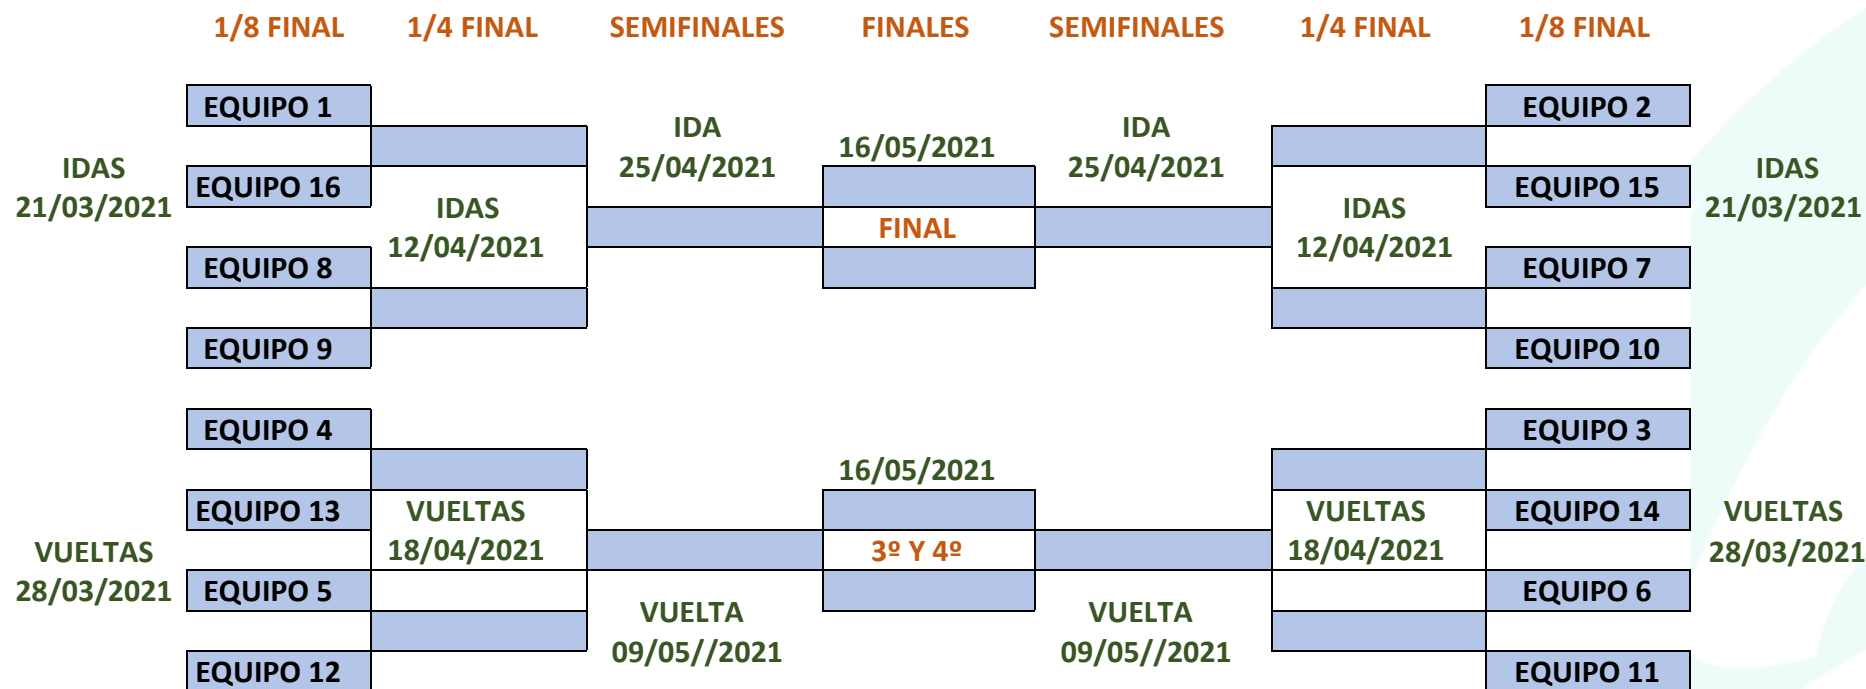 1/8 FINAL 1/4 FINAL SEMIFINALES FINALES SEMIFINALES 1/4 FINAL 1/8 FINAL
EQUIPO 1 EQUIPO 2
IDA IDA
16/05/2021
25/04/2021 25/04/2021
IDAS IDAS
EQUIPO 16 EQUIPO 15
21/03/2021 21/03/2021
IDAS IDAS
FINAL
12/04/2021 12/04/2021
EQUIPO 8 EQUIPO 7
EQUIPO 9 EQUIPO 10
EQUIPO 4 EQUIPO 3
16/05/2021
EQUIPO 13 VUELTAS VUELTAS EQUIPO 14 VUELTAS
VUELTAS 18/04/2021 3º Y 4º 18/04/2021 28/03/2021
28/03/2021 EQUIPO 5 EQUIPO 6
VUELTA VUELTA
09/05//2021 09/05//2021
EQUIPO 12 EQUIPO 11